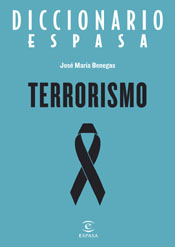 DICCIONARIO
ESPASA
José María Benegas
TERRORISMO
ESPASA